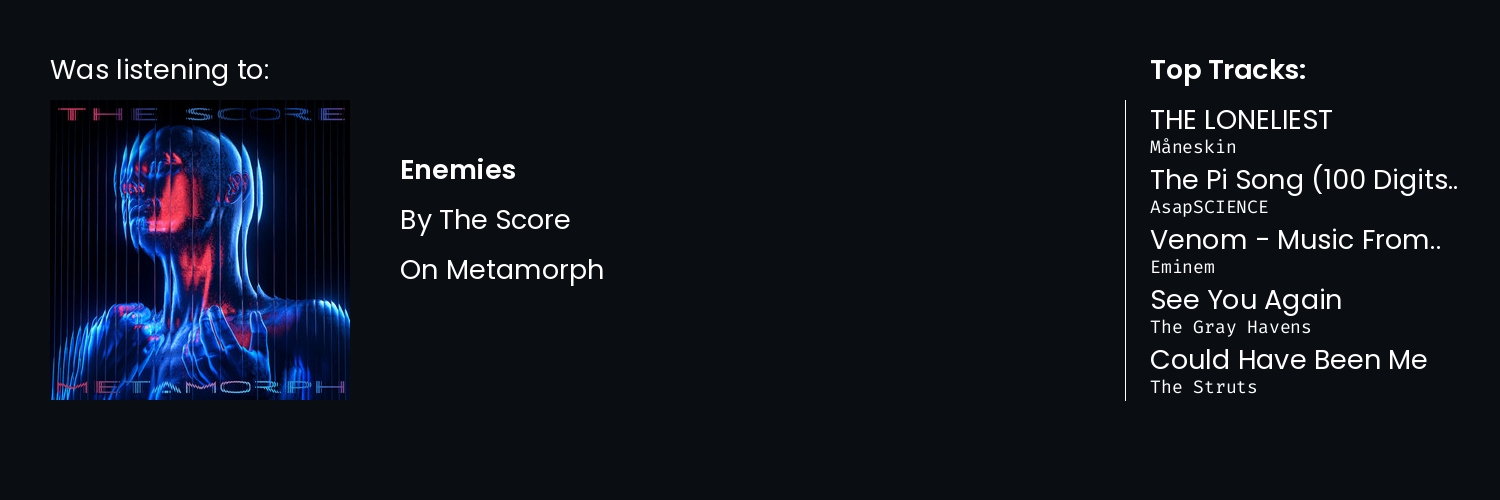 Was listening to:
THE SCORE
METAMORPH
Enemies
By The Score
On Metamorph
Top Tracks:
THE LONELIEST
Måneskin
The Pi Song (100 Digits..
AsapSCIENCE
Venom - Music From..
Eminem
See You Again
The Gray Havens
Could Have Been Me
The Struts